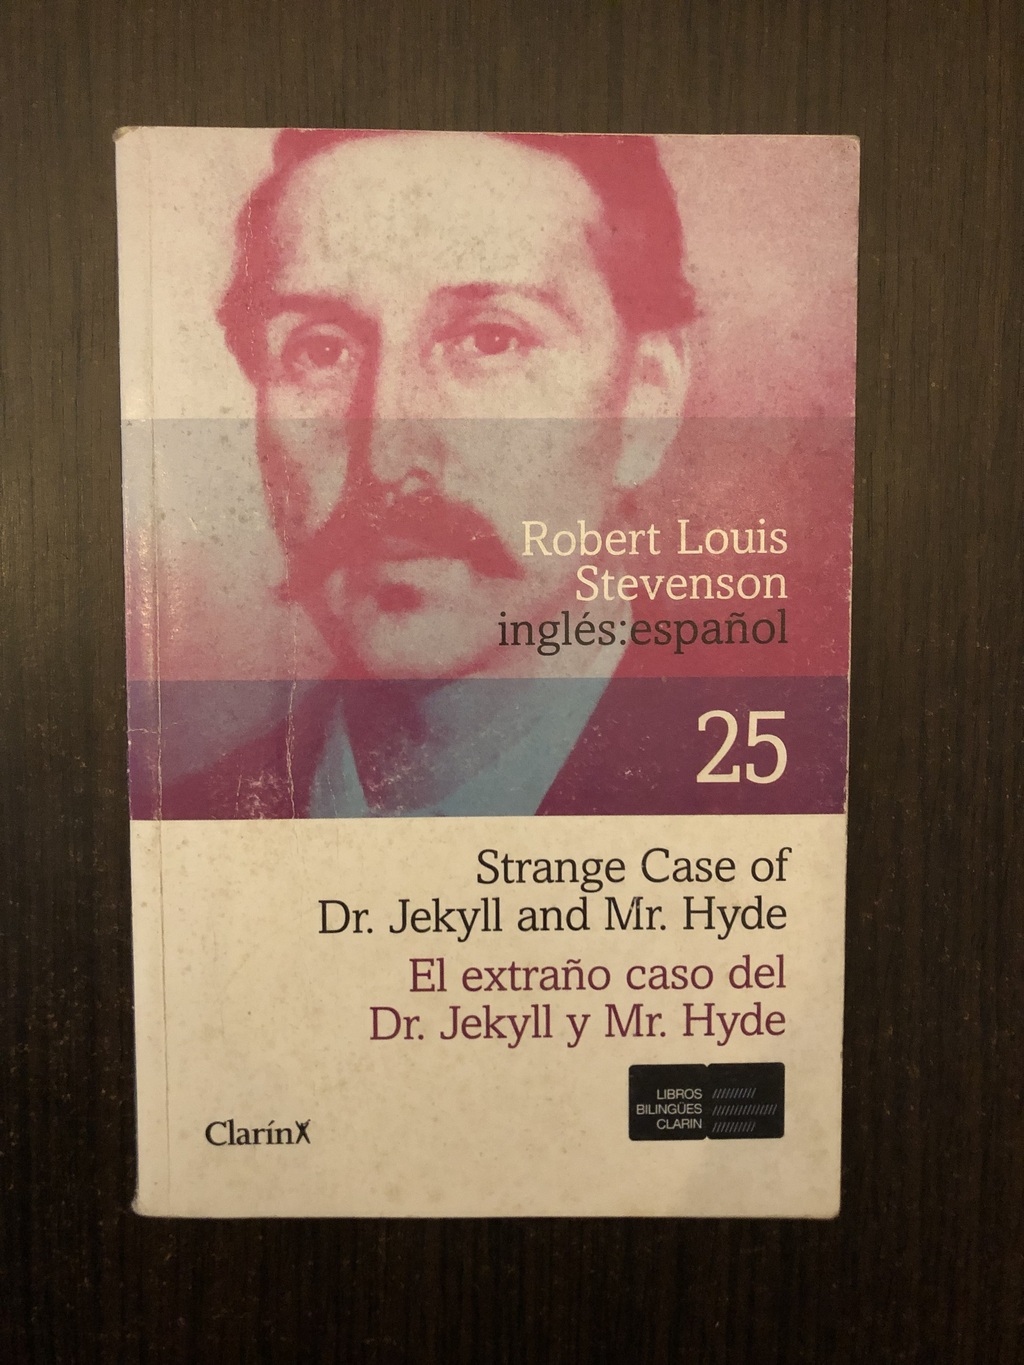 Robert Louis
Stevenson
inglés:español
25
Strange Case of
Dr. Jekyll and Mr. Hyde
El extraño caso del
Dr. Jekyll y Mr. Hyde
LIBROS
BILINGÜES
CLARIN
Clarín